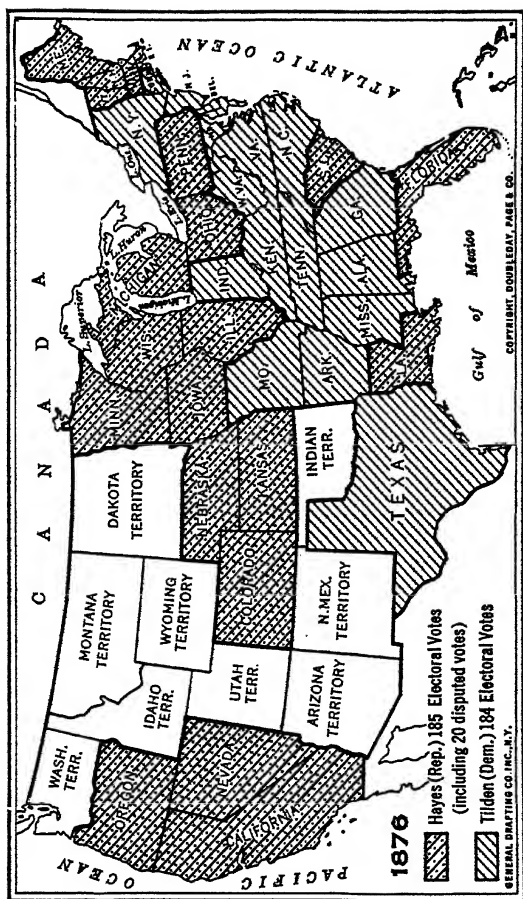 CANADA
ATLANTIC OCEAN
PACIFIC OCEAN
Gulf of Mexico
L. Superior
L. Michigan
Huron
WASH.
TERR.
MONTANA
TERRITORY
DAKOTA
TERRITORY
MINN.
WIS.
OREGON
IDAHO
TERR.
WYOMING
TERRITORY
NEBRASKA
IOWA
ILL.
IND.
OHIO
PENN.
N.Y.
N.J.
DEL.
NEVADA
UTAH
TERR.
COLORADO
KANSAS
MO.
KEN.
W.VA.
VA.
CALIFORNIA
ARIZONA
TERRITORY
N.MEX.
TERRITORY
INDIAN
TERR.
ARK.
TENN.
N.C.
TEXAS
LA.
MISS.
ALA.
GA.
1876
Hayes (Rep.) 185 Electoral Votes
(including 20 disputed votes)
Tilden (Dem.) 184 Electoral Votes
GENERAL DRAFTING CO.INC.,N.Y.
COPYRIGHT, DOUBLEDAY, PAGE & CO.